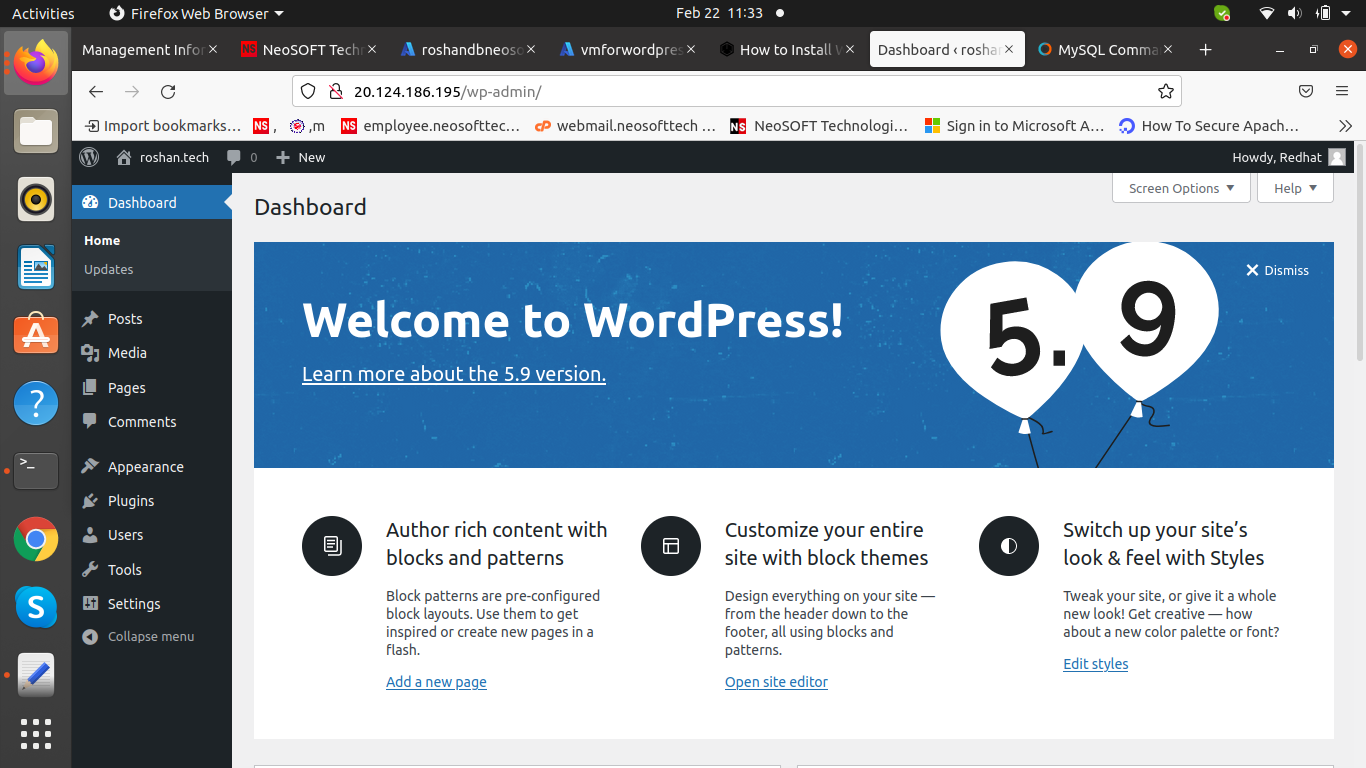 Activities Firefox Web Browser Feb 22 11:33
Management Infor NS NeoSOFT Techn roshandbneoso vmforwordpres How to Install W Dashboard ‹ roshan MySQL Comma
20.124.186.195/wp-admin/
Import bookmarks... NS , ,m NS employee.neosofttec... cP webmail.neosofttech ... NS NeoSOFT Technologi... Sign in to Microsoft A... How To Secure Apach...
roshan.tech 0 New Howdy, Redhat
Screen Options Help
Dashboard
Dashboard
Home
Updates
Posts
Media
Pages
Comments
Appearance
Plugins
Users
Tools
Settings
Collapse menu
Dismiss
Welcome to WordPress!
Learn more about the 5.9 version.
5.9
Author rich content with
blocks and patterns
Block patterns are pre-configured
block layouts. Use them to get
inspired or create new pages in a
flash.
Add a new page
Customize your entire
site with block themes
Design everything on your site —
from the header down to the
footer, all using blocks and
patterns.
Open site editor
Switch up your site’s
look & feel with Styles
Tweak your site, or give it a whole
new look! Get creative — how
about a new color palette or font?
Edit styles